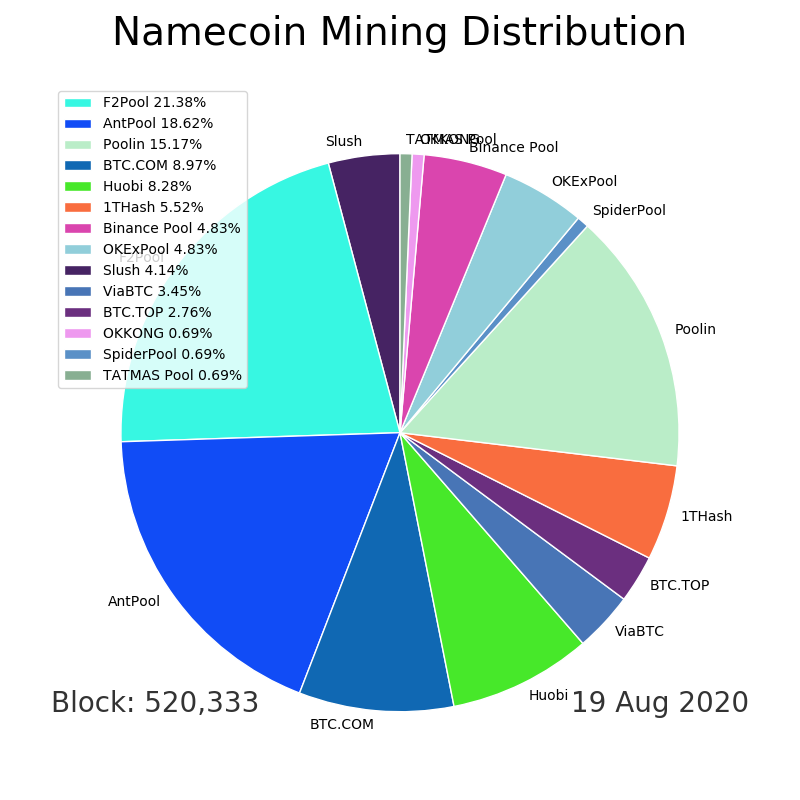 Namecoin Mining Distribution
F2Pool 21.38%
AntPool 18.62%
Poolin 15.17%
BTC.COM 8.97%
Huobi 8.28%
1THash 5.52%
Binance Pool 4.83%
OKExPool 4.83%
Slush 4.14%
ViaBTC 3.45%
BTC.TOP 2.76%
OKKONG 0.69%
SpiderPool 0.69%
TATMAS Pool 0.69%
Slush
TATMAS Pool
OKKONG
Binance Pool
OKExPool
SpiderPool
F2Pool
Poolin
1THash
BTC.TOP
AntPool
ViaBTC
Huobi
BTC.COM
Block: 520,333
19 Aug 2020